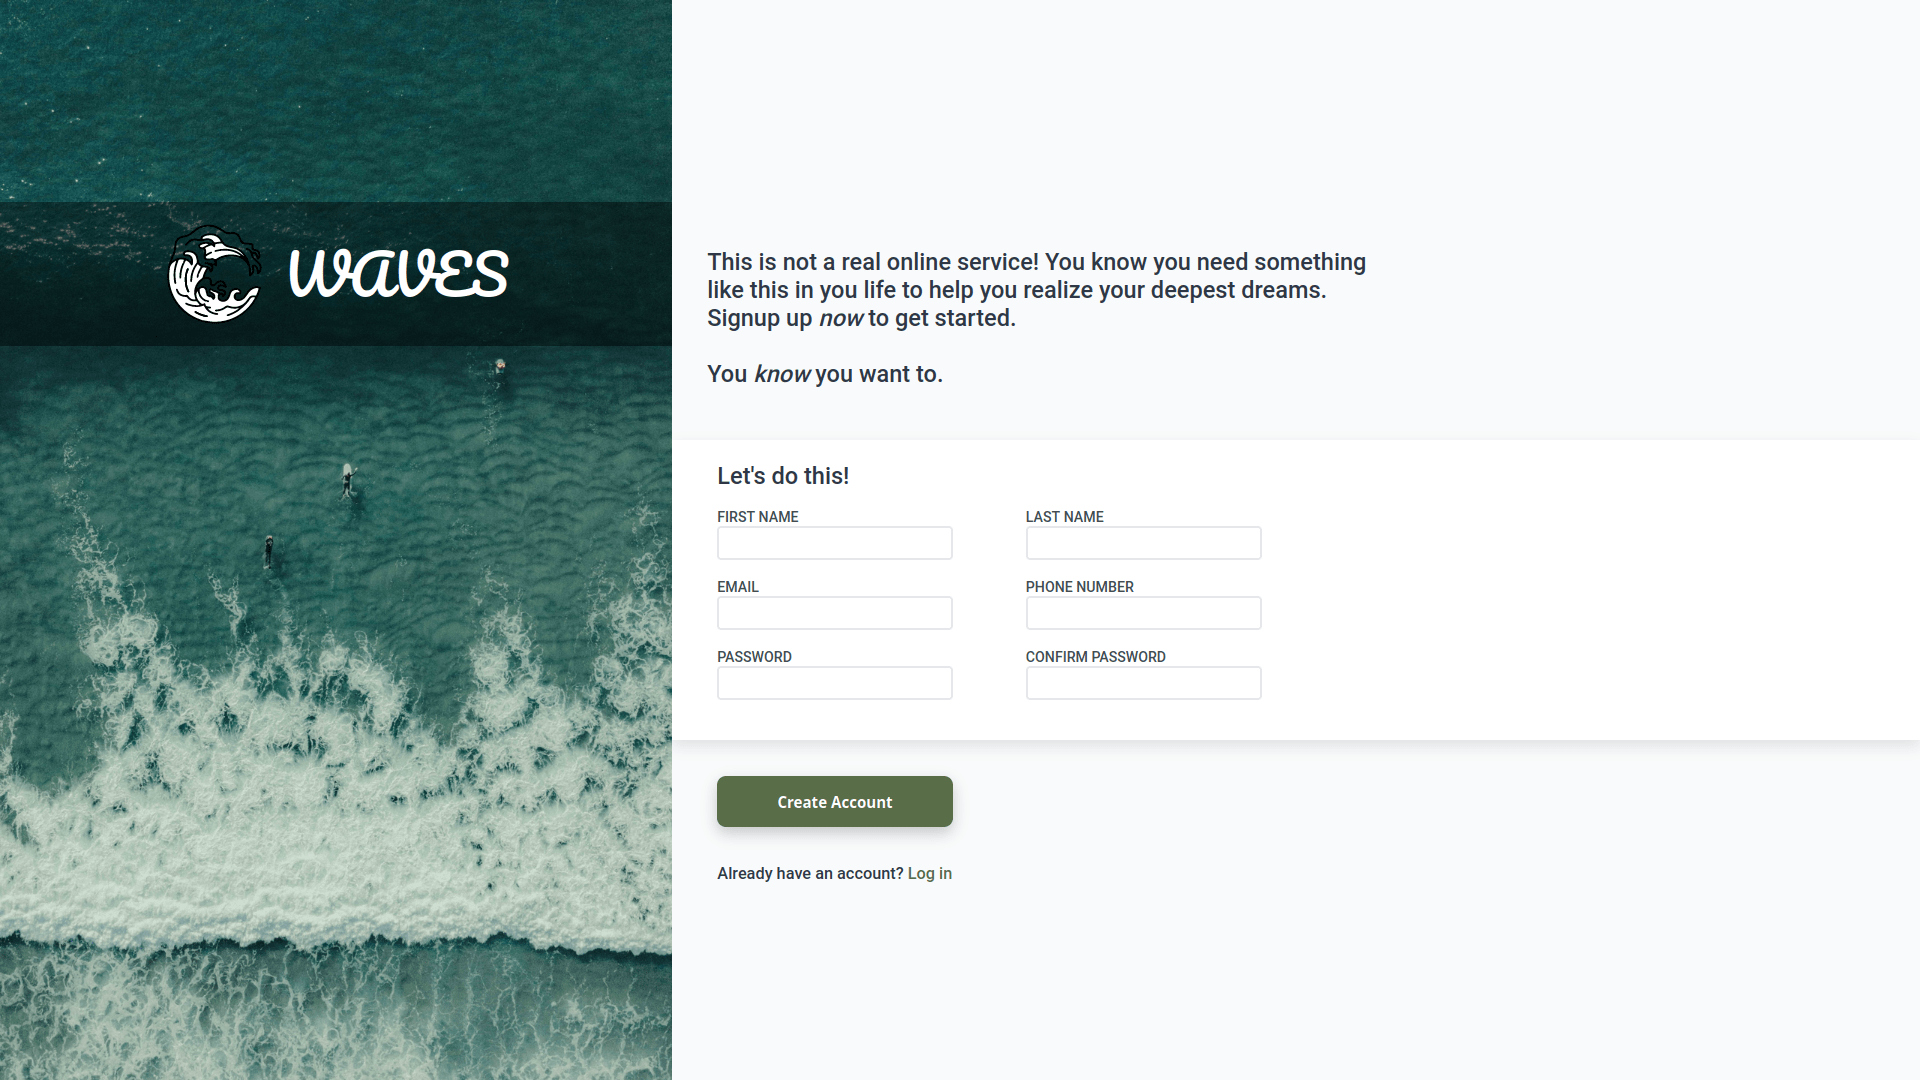 WAVES
This is not a real online service! You know you need something
like this in you life to help you realize your deepest dreams.
Signup up now to get started.
You know you want to.
Let's do this!
FIRST NAME
LAST NAME
EMAIL
PHONE NUMBER
PASSWORD
CONFIRM PASSWORD
Create Account
Already have an account? Log in